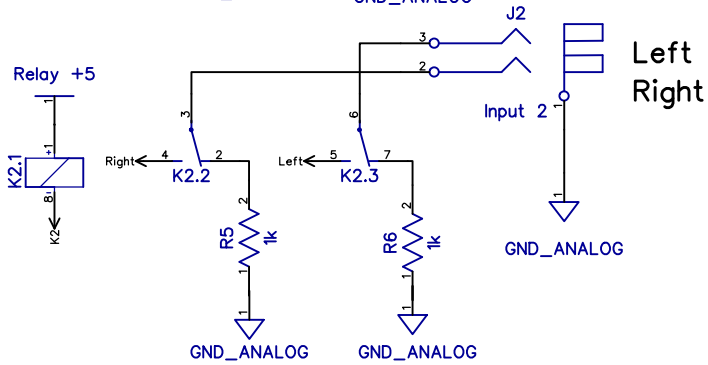 GND_ANALOG
J2
3
Left
Relay +5
2
Right
1
3
6
Input 2
1
1
+
K2.1
Right
4
2
Left
5
7
K2.2
K2.3
8
-
K2
2
2
1
R5
1k
R6
1k
GND_ANALOG
1
1
1
1
GND_ANALOG
GND_ANALOG